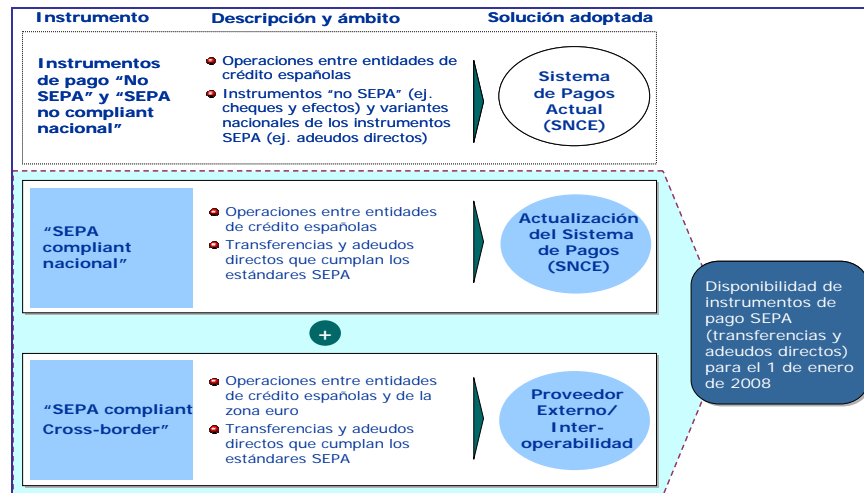 Instrumento
Descripción y ámbito
Solución adoptada
Instrumentos
de pago “No
SEPA” y “SEPA
no compliant
nacional”
Operaciones entre entidades de
crédito españolas
Instrumentos “no SEPA” (ej.
cheques y efectos) y variantes
nacionales de los instrumentos
SEPA (ej. adeudos directos)
Sistema
de Pagos
Actual
(SNCE)
“SEPA
compliant
nacional”
Operaciones entre entidades
de crédito españolas
Transferencias y adeudos
directos que cumplan los
estándares SEPA
Actualización
del Sistema
de Pagos
(SNCE)
+
“SEPA compliant
Cross-border”
Operaciones entre entidades
de crédito españolas y de la
zona euro
Transferencias y adeudos
directos que cumplan los
estándares SEPA
Proveedor
Externo/
Inter-
operabilidad
Disponibilidad de
instrumentos de
pago SEPA
(transferencias y
adeudos directos)
para el 1 de enero
de 2008